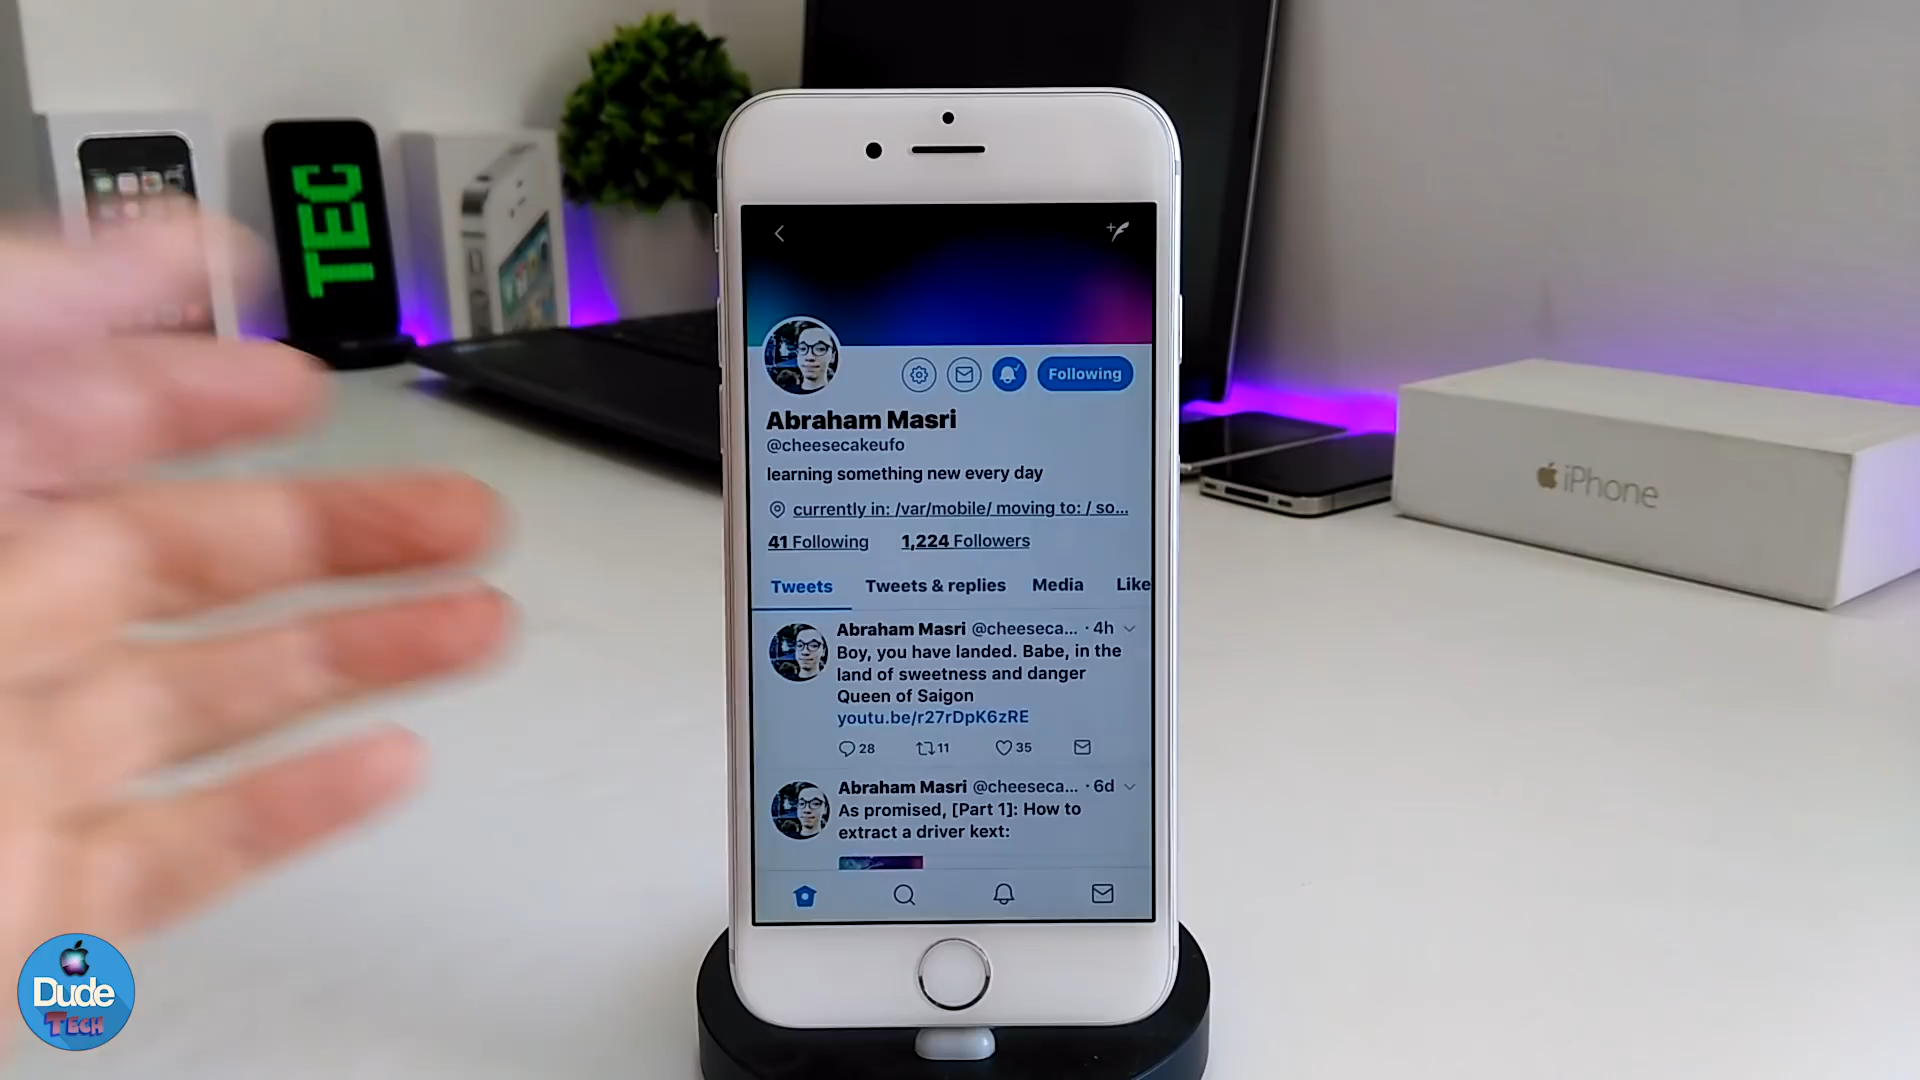 TEC
iPhone
Following
Abraham Masri
@cheesecakeufo
learning something new every day
currently in: /var/mobile/ moving to: / so...
41 Following 1,224 Followers
Tweets Tweets & replies Media Like
Abraham Masri @cheeseca... · 4h
Boy, you have landed. Babe, in the
land of sweetness and danger
Queen of Saigon
youtu.be/r27rDpK6zRE
28 11 35
Abraham Masri @cheeseca... · 6d
As promised, [Part 1]: How to
extract a driver kext:
Dude
TECH